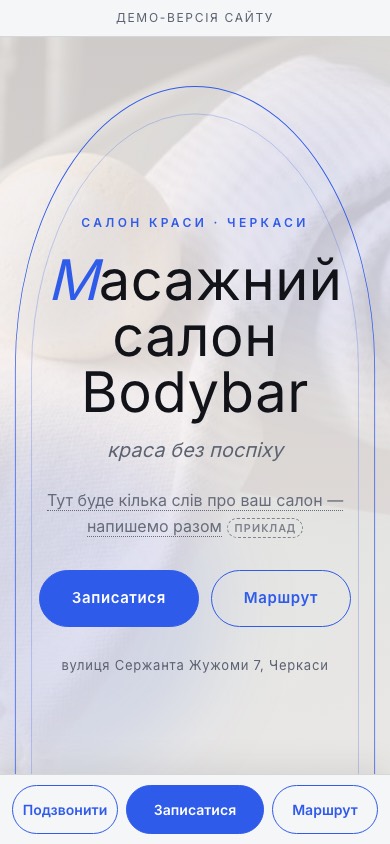 ДЕМО-ВЕРСІЯ САЙТУ
САЛОН КРАСИ · ЧЕРКАСИ
Масажний
салон
Bodybar
краса без поспіху
Тут буде кілька слів про ваш салон —
напишемо разом ПРИКЛАД
Записатися Маршрут
вулиця Сержанта Жужоми 7, Черкаси
Подзвонити Записатися Маршрут